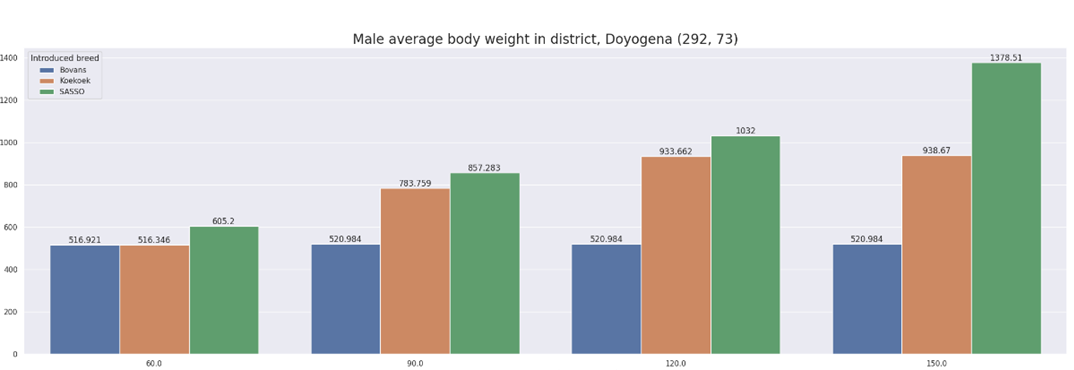 Male average body weight in district, Doyogena (292, 73)
Introduced breed
Bovans
Koekoek
SASSO
1400
1200
1000
800
600
400
200
0
516.921 516.346 605.2
520.984 783.759 857.283
520.984 933.662 1032
520.984 938.67 1378.51
60.0 90.0 120.0 150.0